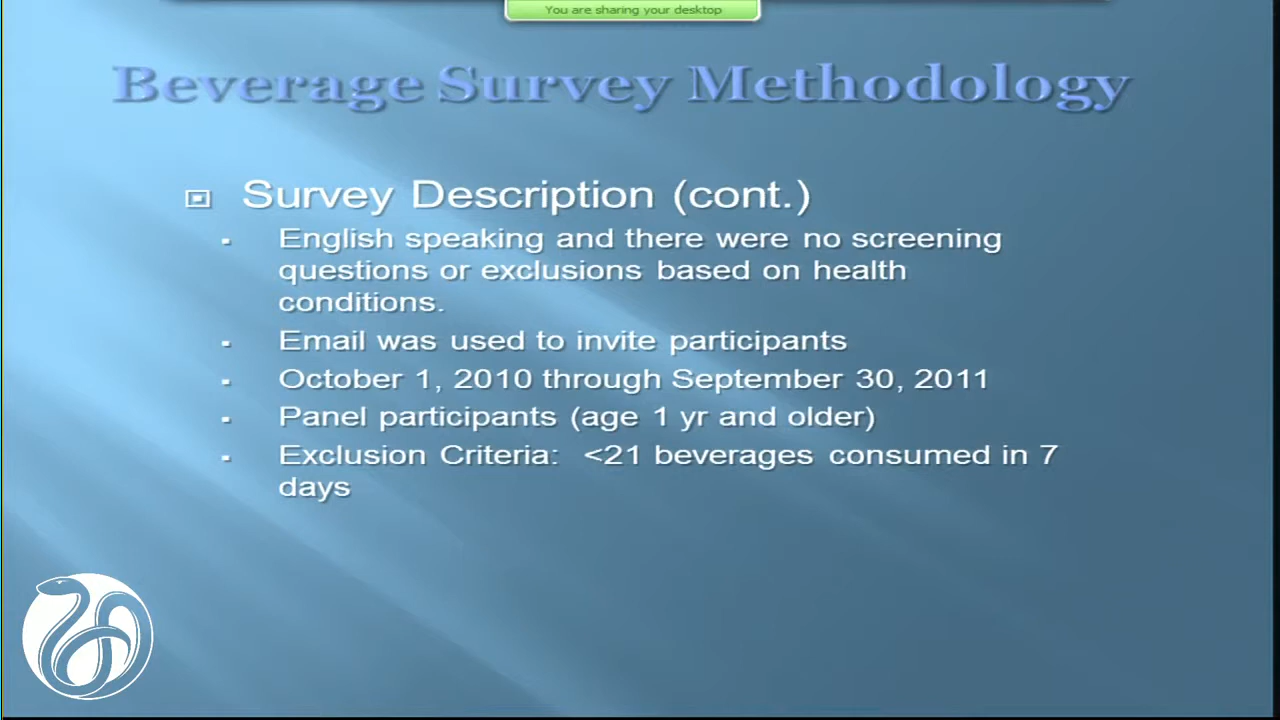 You are sharing your desktop
Beverage Survey Methodology
Survey Description (cont.)
English speaking and there were no screening
questions or exclusions based on health
conditions.
Email was used to invite participants
October 1, 2010 through September 30, 2011
Panel participants (age 1 yr and older)
Exclusion Criteria:  <21 beverages consumed in 7
days